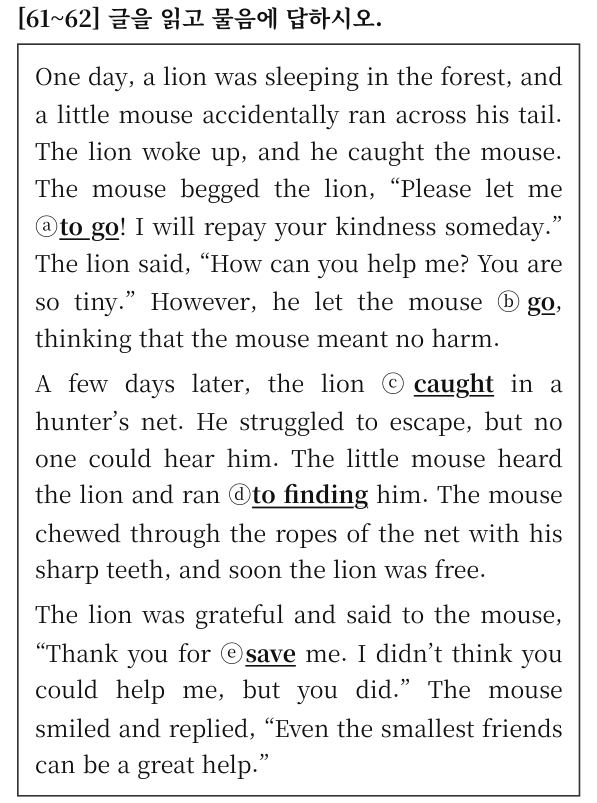 [61~62] 글을 읽고 물음에 답하시오.
One day, a lion was sleeping in the forest, and
a little mouse accidentally ran across his tail.
The lion woke up, and he caught the mouse.
The mouse begged the lion, “Please let me
ⓐto go! I will repay your kindness someday.”
The lion said, “How can you help me? You are
so tiny.” However, he let the mouse ⓑ go,
thinking that the mouse meant no harm.
A few days later, the lion ⓒ caught in a
hunter’s net. He struggled to escape, but no
one could hear him. The little mouse heard
the lion and ran ⓓto finding him. The mouse
chewed through the ropes of the net with his
sharp teeth, and soon the lion was free.
The lion was grateful and said to the mouse,
“Thank you for ⓔsave me. I didn’t think you
could help me, but you did.” The mouse
smiled and replied, “Even the smallest friends
can be a great help.”